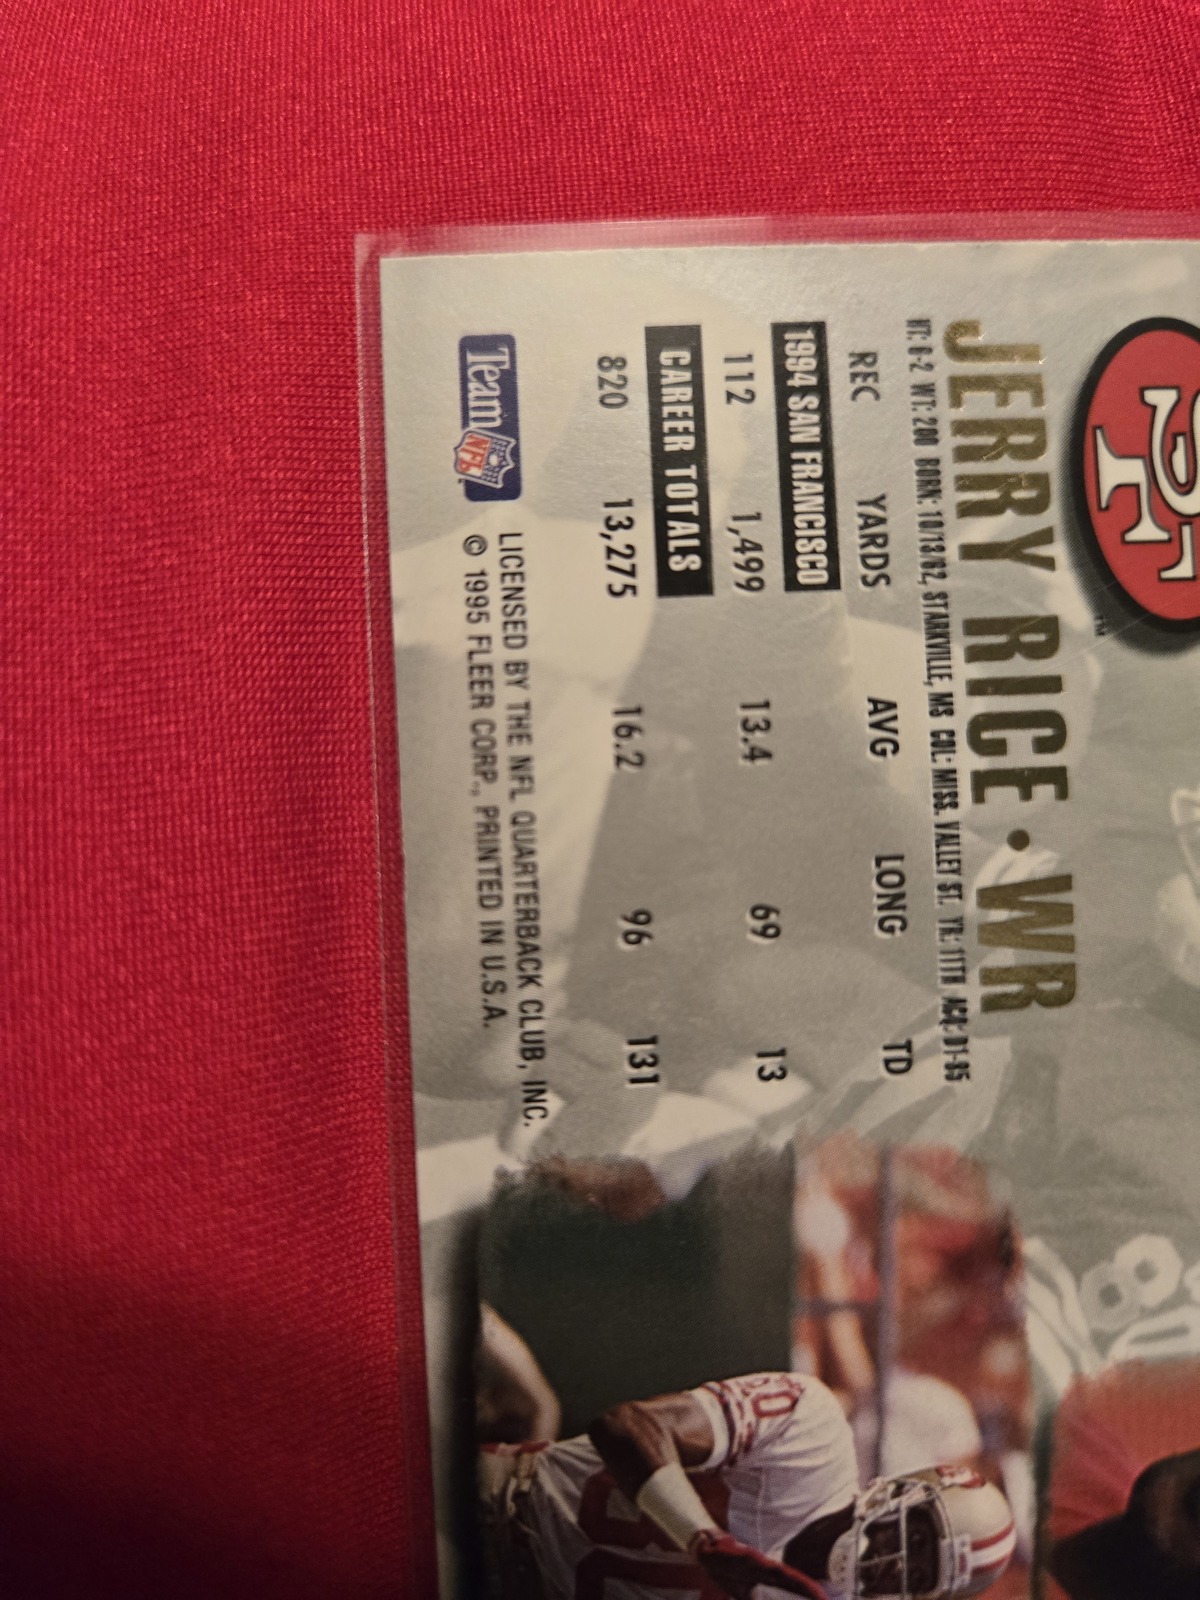 JERRY RICE • WR
HT: 6-2 WT: 200 BORN: 10/13/62, STARKVILLE, MS COL: MISS. VALLEY ST. YR: 11TH ACQ: D1-85
REC YARDS AVG LONG TD
1994 SAN FRANCISCO
112 1,499 13.4 69 13
CAREER TOTALS
820 13,275 16.2 96 131
Team NFL
LICENSED BY THE NFL QUARTERBACK CLUB, INC.
© 1995 FLEER CORP., PRINTED IN U.S.A.
SF
TM
80
80